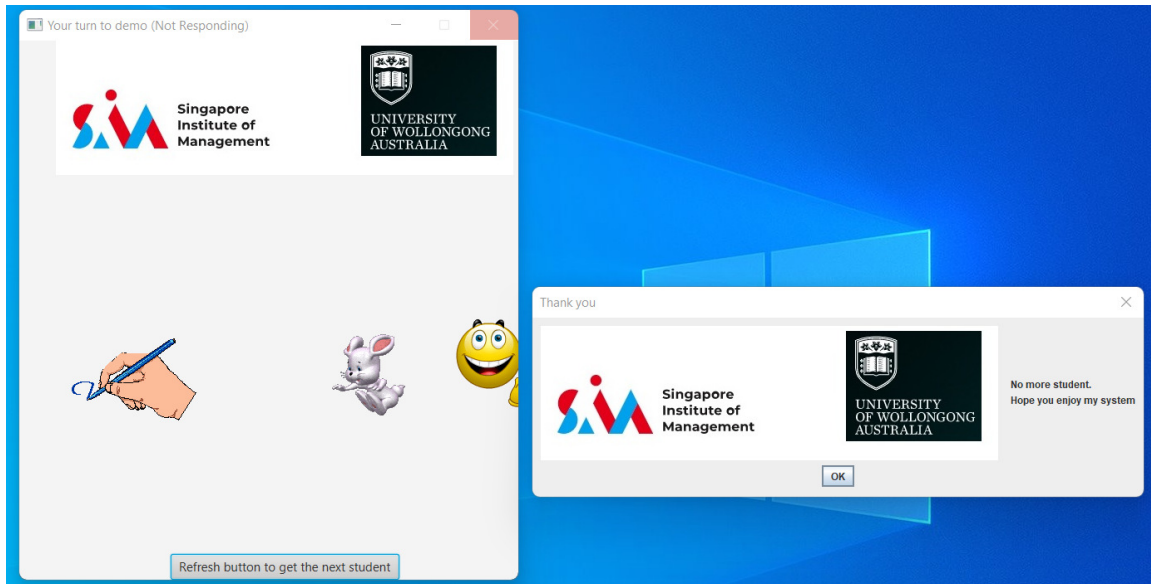 Your turn to demo (Not Responding)
Singapore
Institute of
Management
UNIVERSITY
OF WOLLONGONG
AUSTRALIA
Refresh button to get the next student
Thank you
Singapore
Institute of
Management
UNIVERSITY
OF WOLLONGONG
AUSTRALIA
No more student.
Hope you enjoy my system
OK